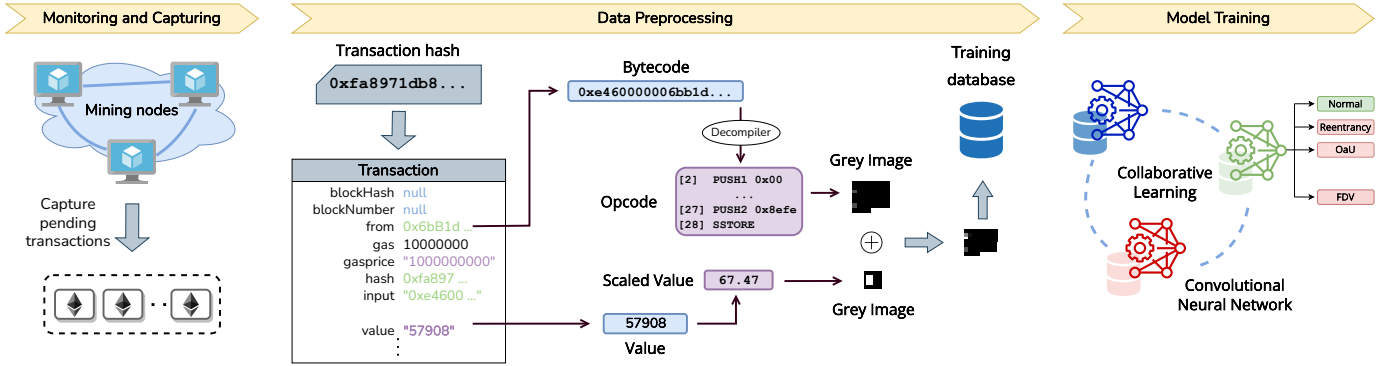 Monitoring and Capturing
Mining nodes
Capture
pending
transactions
Data Preprocessing
Transaction hash
0xfa8971db8...
Transaction
blockHash null
blockNumber null
from 0x6bB1d ...
gas 10000000
gasprice "1000000000"
hash 0xfa897 ...
input "0xe4600 ..."
value "57908"
Bytecode
0xe460000006bb1d...
Decompiler
Opcode
[2] PUSH1 0x00
...
[27] PUSH2 0x8efe
[28] SSTORE
Scaled Value
67.47
57908
Value
Grey Image
Grey Image
Training
database
Model Training
Collaborative
Learning
Convolutional
Neural Network
Normal
Reentrancy
OaU
FDV